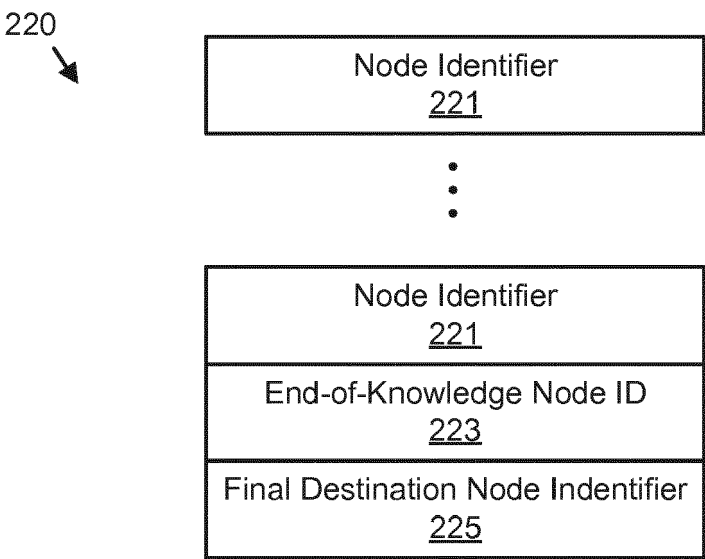 220
Node Identifier
221
Node Identifier
221
End-of-Knowledge Node ID
223
Final Destination Node Indentifier
225